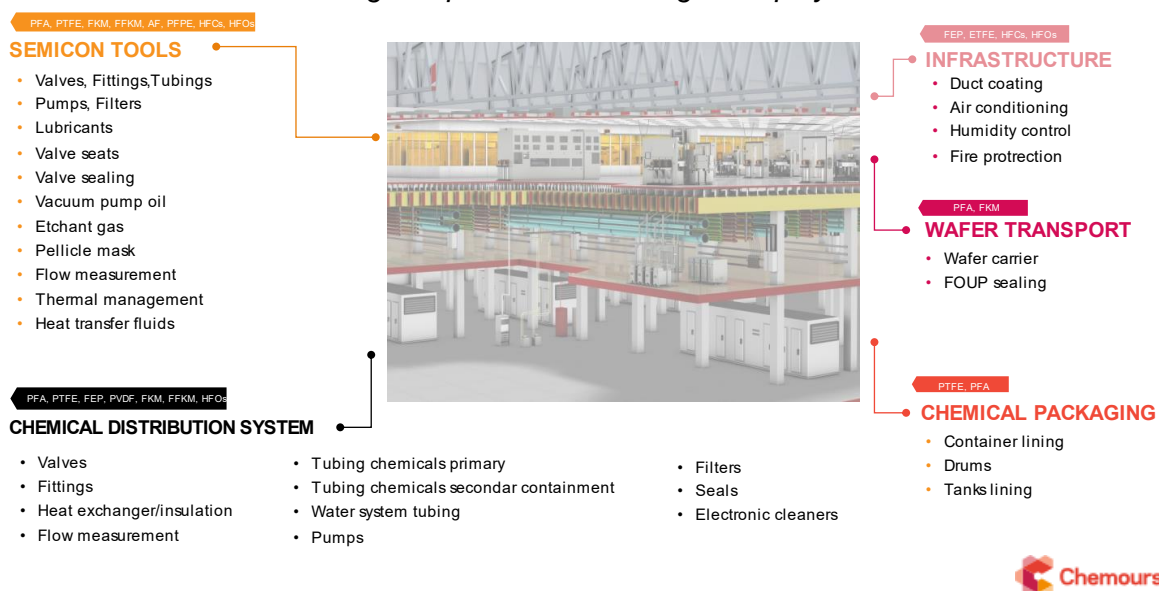 PFA, PTFE, FKM, FFKM, AF, PFPE, HFCs, HFOs
SEMICON TOOLS
• Valves, Fittings,Tubings
• Pumps, Filters
• Lubricants
• Valve seats
• Valve sealing
• Vacuum pump oil
• Etchant gas
• Pellicle mask
• Flow measurement
• Thermal management
• Heat transfer fluids
FEP, ETFE, HFCs, HFOs
INFRASTRUCTURE
• Duct coating
• Air conditioning
• Humidity control
• Fire protrection
PFA, FKM
WAFER TRANSPORT
• Wafer carrier
• FOUP sealing
PFA, PTFE, FEP, PVDF, FKM, FFKM, HFOs
CHEMICAL DISTRIBUTION SYSTEM
• Valves
• Fittings
• Heat exchanger/insulation
• Flow measurement
• Tubing chemicals primary
• Tubing chemicals secondar containment
• Water system tubing
• Pumps
• Filters
• Seals
• Electronic cleaners
PTFE, PFA
CHEMICAL PACKAGING
• Container lining
• Drums
• Tanks lining
Chemours